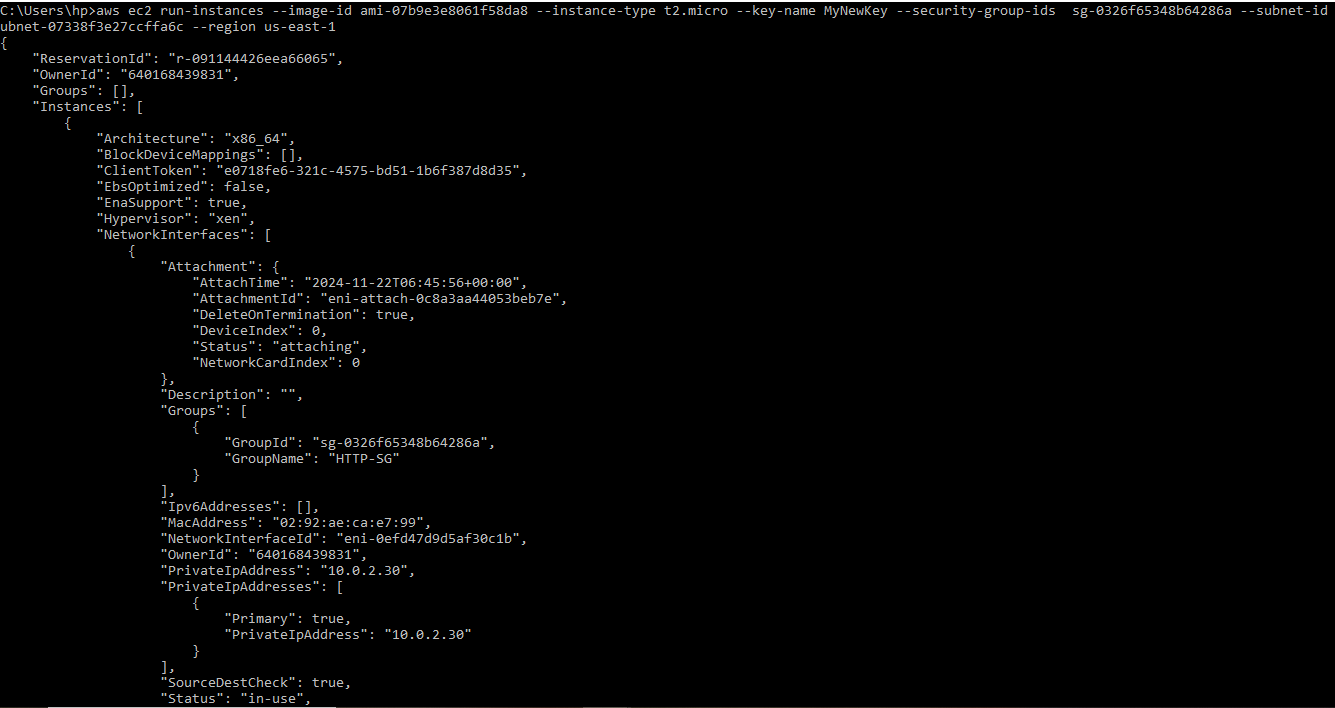 C:\Users\hp>aws ec2 run-instances --image-id ami-07b9e3e8061f58da8 --instance-type t2.micro --key-name MyNewKey --security-group-ids  sg-0326f65348b64286a --subnet-id
ubnet-07338f3e27ccffa6c --region us-east-1
{
    "ReservationId": "r-091144426eea66065",
    "OwnerId": "640168439831",
    "Groups": [],
    "Instances": [
        {
            "Architecture": "x86_64",
            "BlockDeviceMappings": [],
            "ClientToken": "e0718fe6-321c-4575-bd51-1b6f387d8d35",
            "EbsOptimized": false,
            "EnaSupport": true,
            "Hypervisor": "xen",
            "NetworkInterfaces": [
                {
                    "Attachment": {
                        "AttachTime": "2024-11-22T06:45:56+00:00",
                        "AttachmentId": "eni-attach-0c8a3aa44053beb7e",
                        "DeleteOnTermination": true,
                        "DeviceIndex": 0,
                        "Status": "attaching",
                        "NetworkCardIndex": 0
                    },
                    "Description": "",
                    "Groups": [
                        {
                            "GroupId": "sg-0326f65348b64286a",
                            "GroupName": "HTTP-SG"
                        }
                    ],
                    "Ipv6Addresses": [],
                    "MacAddress": "02:92:ae:ca:e7:99",
                    "NetworkInterfaceId": "eni-0efd47d9d5af30c1b",
                    "OwnerId": "640168439831",
                    "PrivateIpAddress": "10.0.2.30",
                    "PrivateIpAddresses": [
                        {
                            "Primary": true,
                            "PrivateIpAddress": "10.0.2.30"
                        }
                    ],
                    "SourceDestCheck": true,
                    "Status": "in-use",